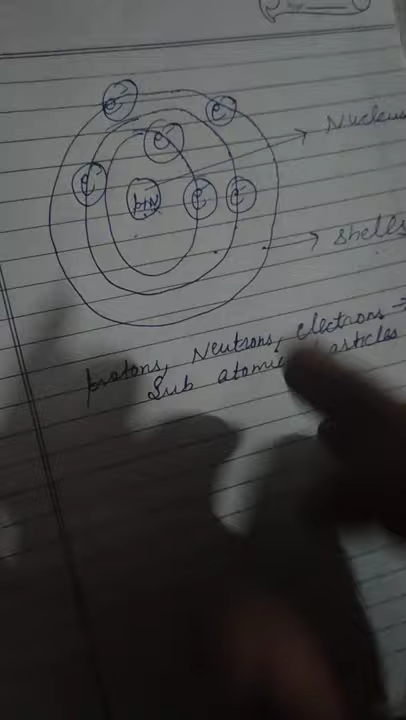 e⁻
e⁻
e⁻
Nucleus
e⁻
P+N
e⁻
e⁻
Shells
Protons, Neutrons, electrons →
Sub atomic